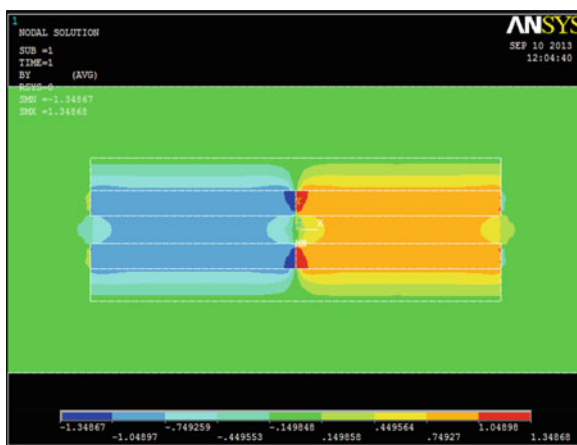 1
NODAL SOLUTION
ANSYS
SUB =1
TIME=1
BY (AVG)
RSYS=0
SMN =-1.34867
SMX =1.34868
SEP 10 2013
12:04:40
X
MN
-1.34867 -.749259 -.149848 .449564 1.04898
-1.04897 -.449553 .149858 .74927 1.34868